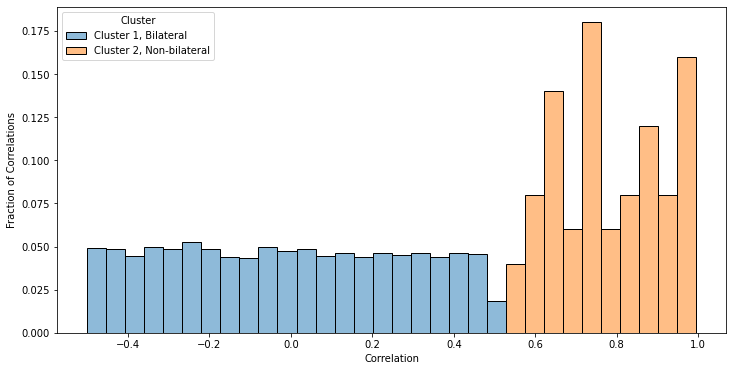 Cluster
Cluster 1, Bilateral
Cluster 2, Non-bilateral
Fraction of Correlations
0.175
0.150
0.125
0.100
0.075
0.050
0.025
0.000
−0.4 −0.2 0.0 0.2 0.4 0.6 0.8 1.0
Correlation